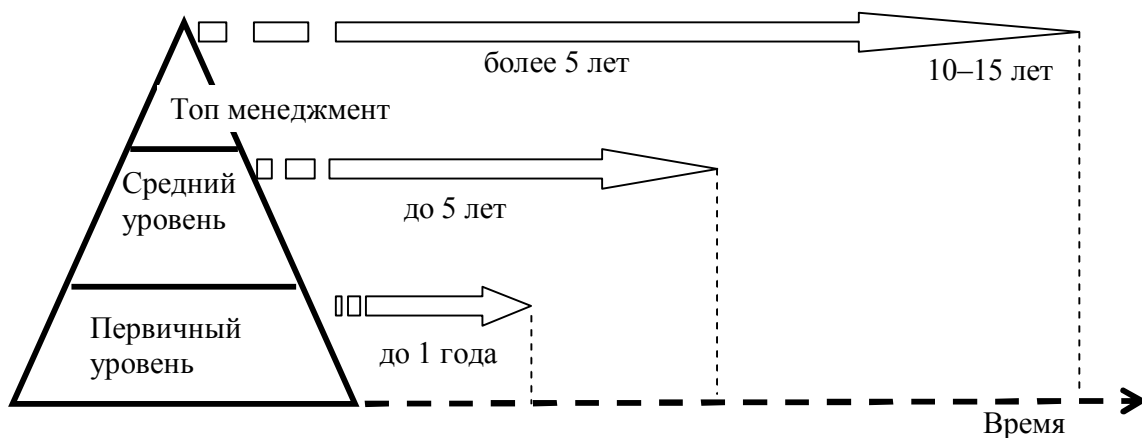 более 5 лет
10–15 лет
Топ менеджмент
Средний
уровень
до 5 лет
Первичный
уровень
до 1 года
Время